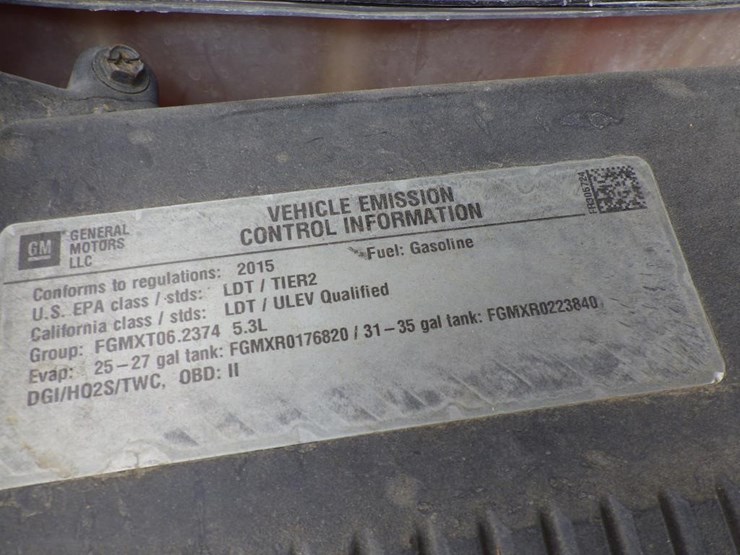 GM GENERAL MOTORS LLC
VEHICLE EMISSION
CONTROL INFORMATION
FR305724
Conforms to regulations: 2015 Fuel: Gasoline
U.S. EPA class / stds: LDT / TIER2
California class / stds: LDT / ULEV Qualified
Group: FGMXT06.2374 5.3L
Evap: 25–27 gal tank: FGMXR0176820 / 31–35 gal tank: FGMXR0223840
DGI/HO2S/TWC, OBD: II